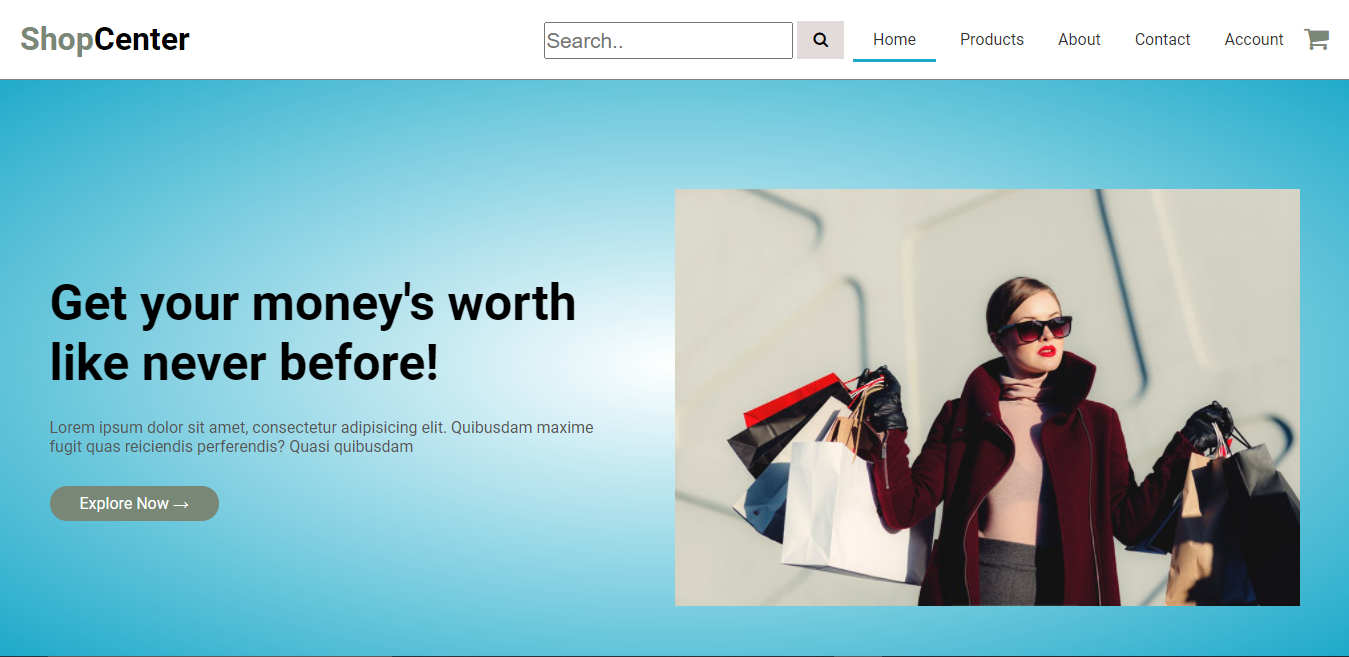 ShopCenter
Search..
Home
Products
About
Contact
Account
Get your money's worth
like never before!
Lorem ipsum dolor sit amet, consectetur adipisicing elit. Quibusdam maxime
fugit quas reiciendis perferendis? Quasi quibusdam
Explore Now →